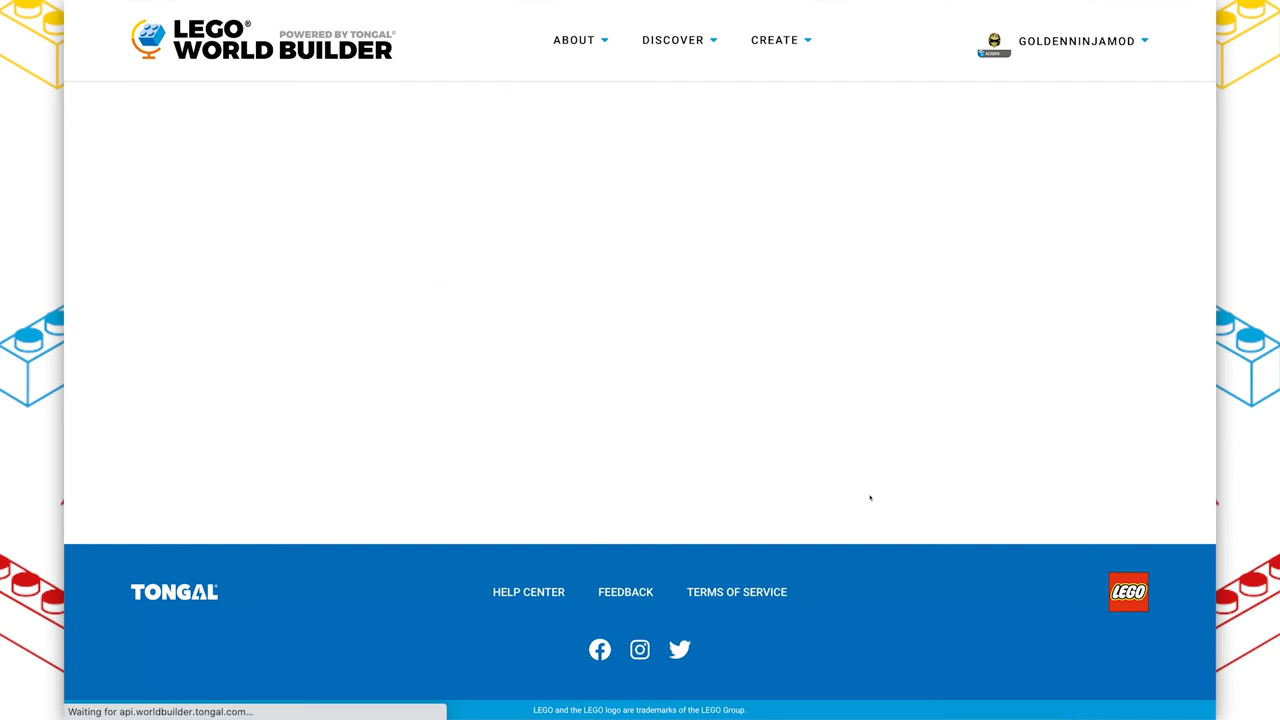 LEGO® POWERED BY TONGAL®
WORLD BUILDER
ABOUT DISCOVER CREATE
ADMIN
GOLDENNINJAMOD
TONGAL®
HELP CENTER FEEDBACK TERMS OF SERVICE
LEGO
Waiting for api.worldbuilder.tongal.com...
LEGO and the LEGO logo are trademarks of the LEGO Group.